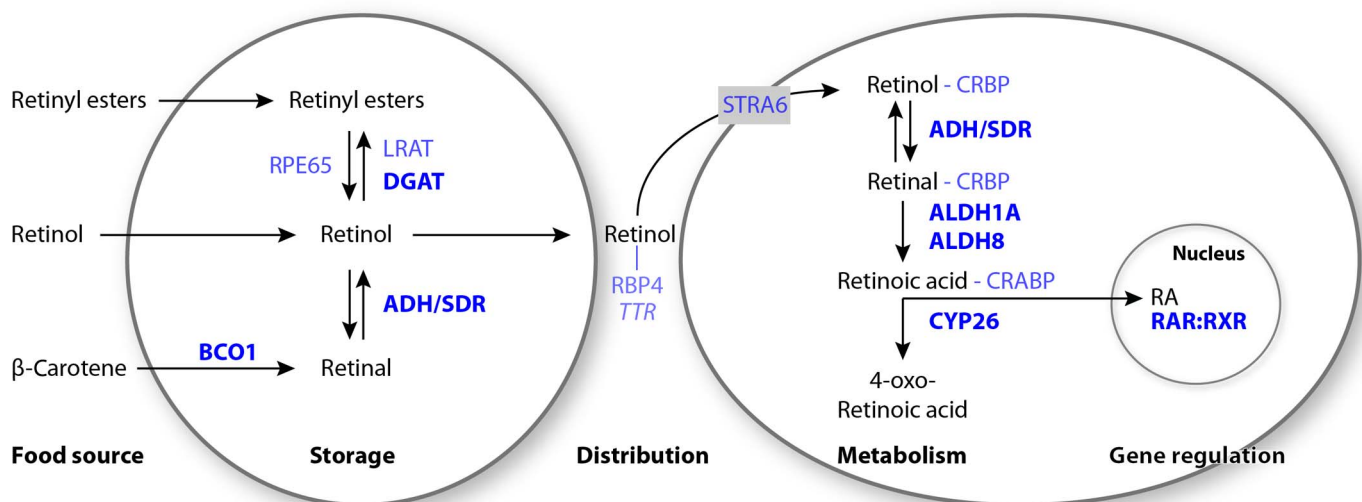 Retinyl esters
Retinyl esters
RPE65
LRAT
DGAT
Retinol
Retinol
ADH/SDR
β-Carotene
BCO1
Retinal
Retinol
RBP4
TTR
STRA6
Retinol - CRBP
ADH/SDR
Retinal - CRBP
ALDH1A
ALDH8
Retinoic acid - CRABP
CYP26
4-oxo-
Retinoic acid
Nucleus
RA
RAR:RXR
Food source
Storage
Distribution
Metabolism
Gene regulation